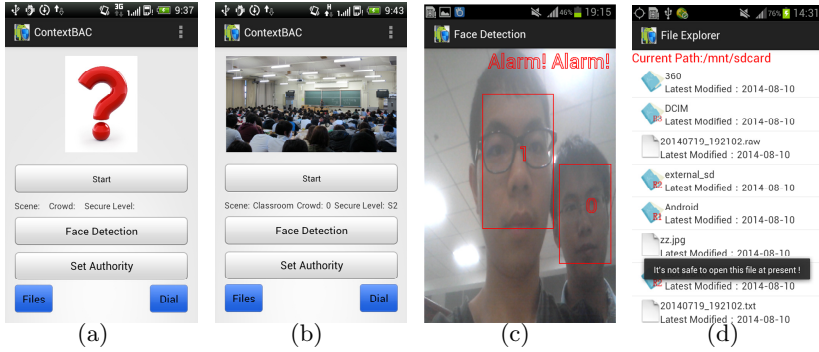 3G 9:37
ContextBAC
Start
Scene: Crowd: Secure Level:
Face Detection
Set Authority
Files Dial
(a)
H 9:43
ContextBAC
Start
Scene: Classroom Crowd: 0 Secure Level: S2
Face Detection
Set Authority
Files Dial
(b)
46% 19:15
Face Detection
Alarm! Alarm!
1
0
(c)
76% 14:31
File Explorer
Current Path:/mnt/sdcard
360
Latest Modified : 2014-08-10
DCIM
Latest Modified : 2014-08-10
20140719_192102.raw
Latest Modified : 2014-08-10
external_sd
Latest Modified : 2014-08-10
Android
Latest Modified : 2014-08-10
zz.jpg
Latest Modified : 2014-08-10
It's not safe to open this file at present !
Latest Modified : 2014-08-10
20140719_192102.txt
Latest Modified : 2014-08-10
(d)